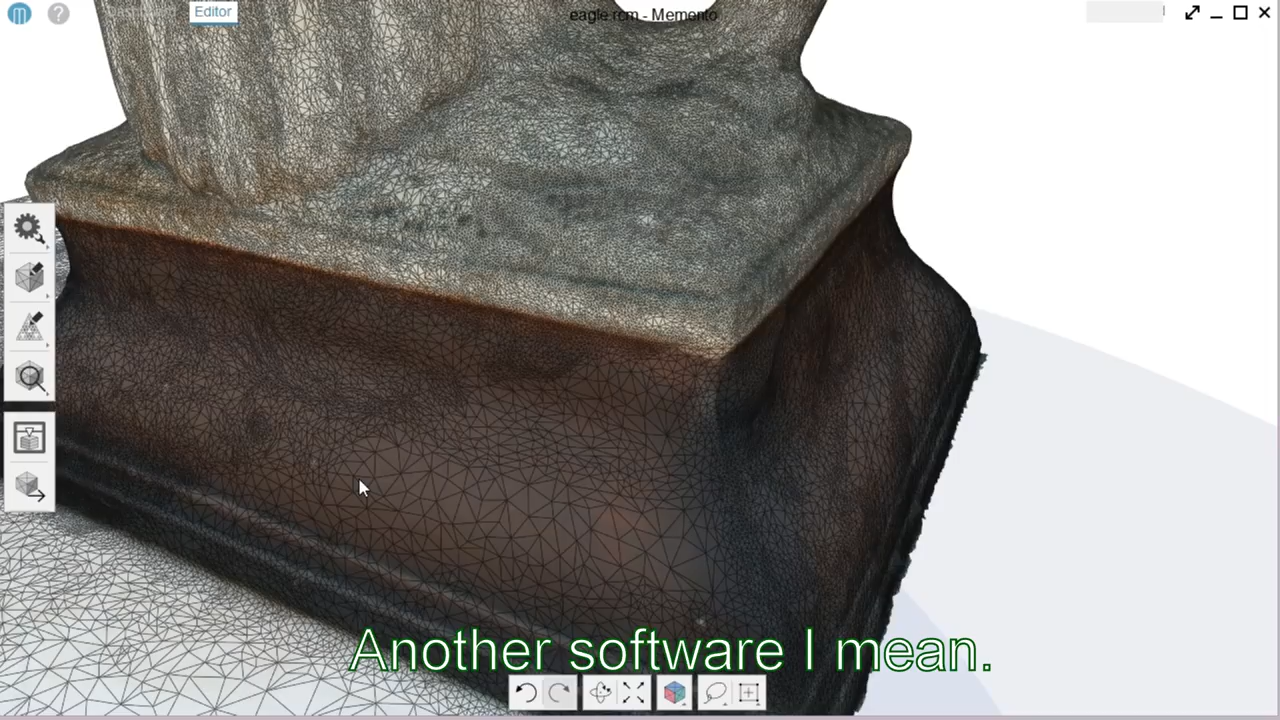 m
?
Editor
eagle.rcm - Memento
Another software I mean.